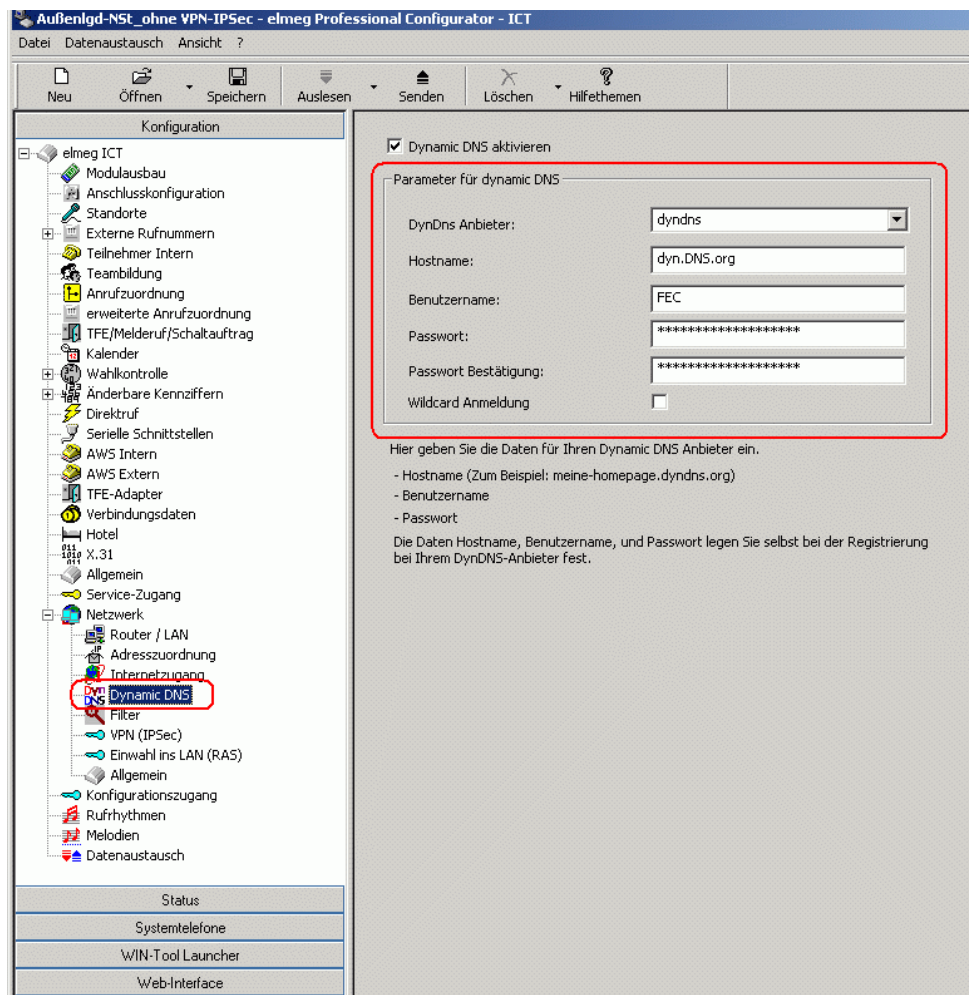 Außenlgd-NSt_ohne VPN-IPSec - elmeg Professional Configurator - ICT
Datei Datenaustausch Ansicht ?
Neu Öffnen Speichern Auslesen Senden Löschen Hilfethemen
Konfiguration
elmeg ICT
Modulausbau
Anschlusskonfiguration
Standorte
Externe Rufnummern
Teilnehmer Intern
Teambildung
Anrufzuordnung
erweiterte Anrufzuordnung
TFE/Melderuf/Schaltauftrag
Kalender
Wahlkontrolle
Änderbare Kennziffern
Direktruf
Serielle Schnittstellen
AWS Intern
AWS Extern
TFE-Adapter
Verbindungsdaten
Hotel
X.31
Allgemein
Service-Zugang
Netzwerk
Router / LAN
Adresszuordnung
Internetzugang
Dynamic DNS
Filter
VPN (IPSec)
Einwahl ins LAN (RAS)
Allgemein
Konfigurationszugang
Rufrhythmen
Melodien
Datenaustausch
Status
Systemtelefone
WIN-Tool Launcher
Web-Interface
Dynamic DNS aktivieren
Parameter für dynamic DNS
DynDns Anbieter: dyndns
Hostname: dyn.DNS.org
Benutzername: FEC
Passwort: *******************
Passwort Bestätigung: *******************
Wildcard Anmeldung
Hier geben Sie die Daten für Ihren Dynamic DNS Anbieter ein.
- Hostname (Zum Beispiel: meine-homepage.dyndns.org)
- Benutzername
- Passwort
Die Daten Hostname, Benutzername, und Passwort legen Sie selbst bei der Registrierung
bei Ihrem DynDNS-Anbieter fest.